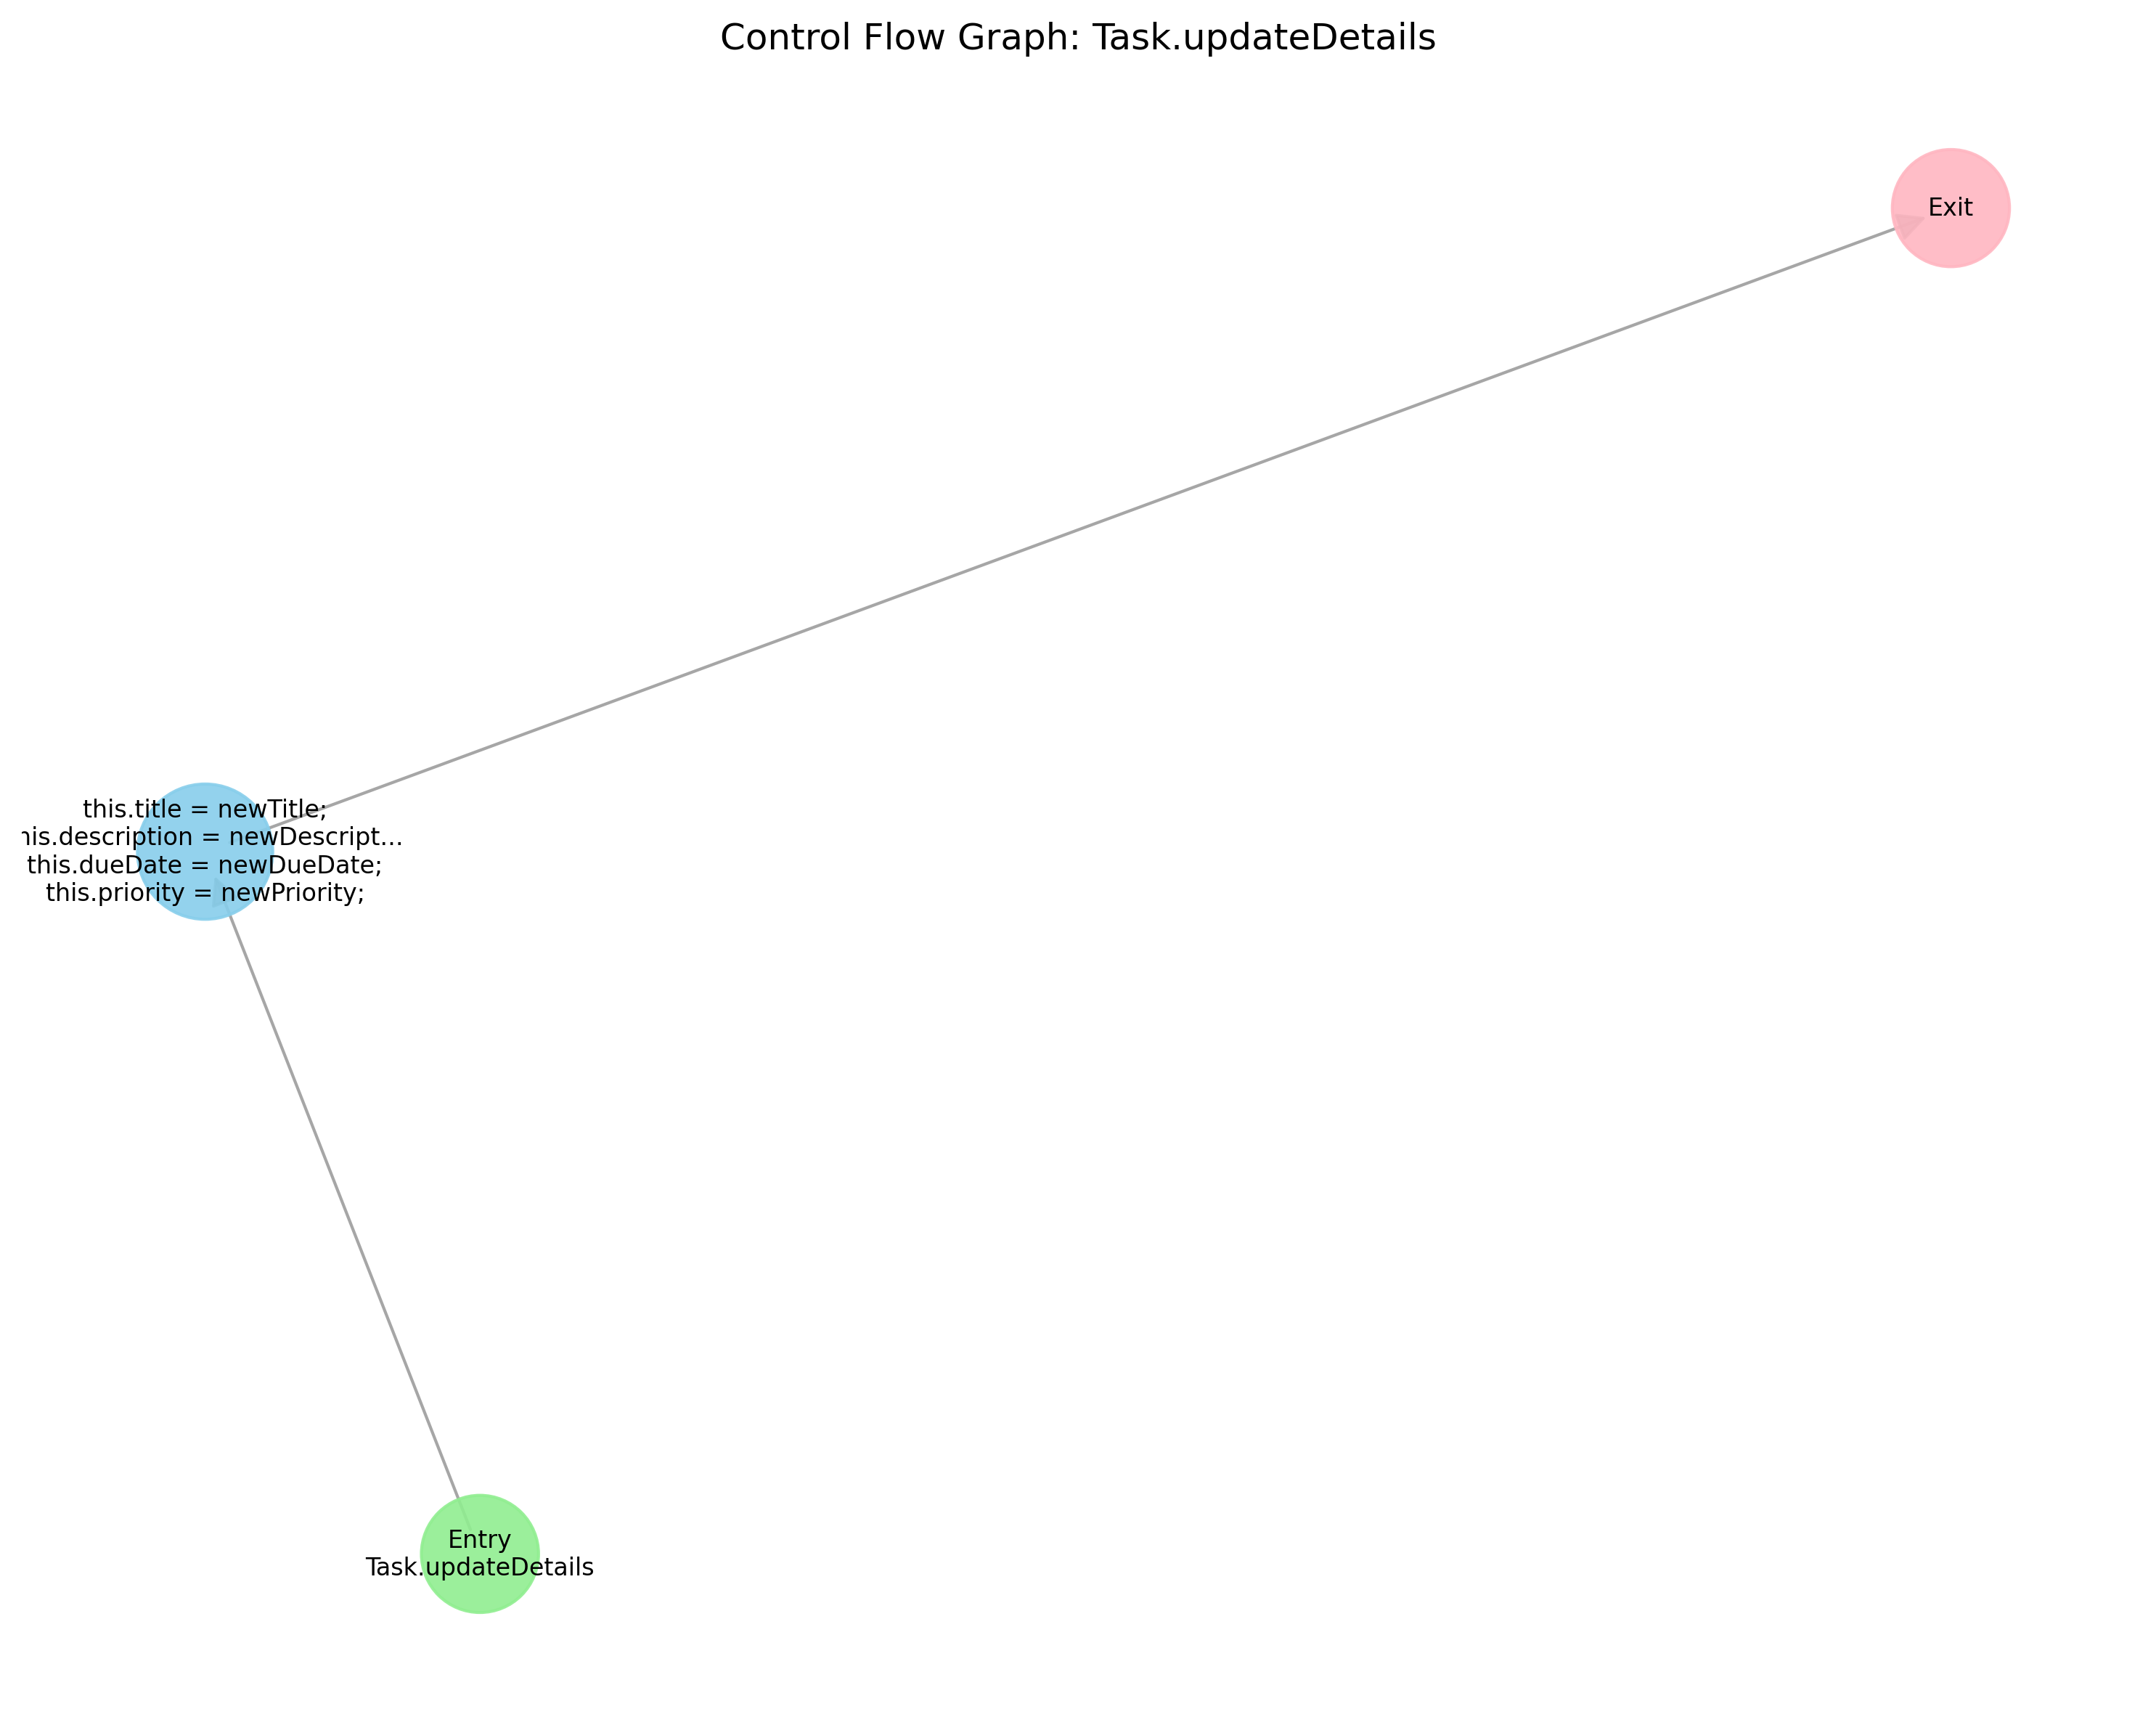 Control Flow Graph: Task.updateDetails
Exit
this.title = newTitle;
his.description = newDescript...
this.dueDate = newDueDate;
this.priority = newPriority;
Entry
Task.updateDetails